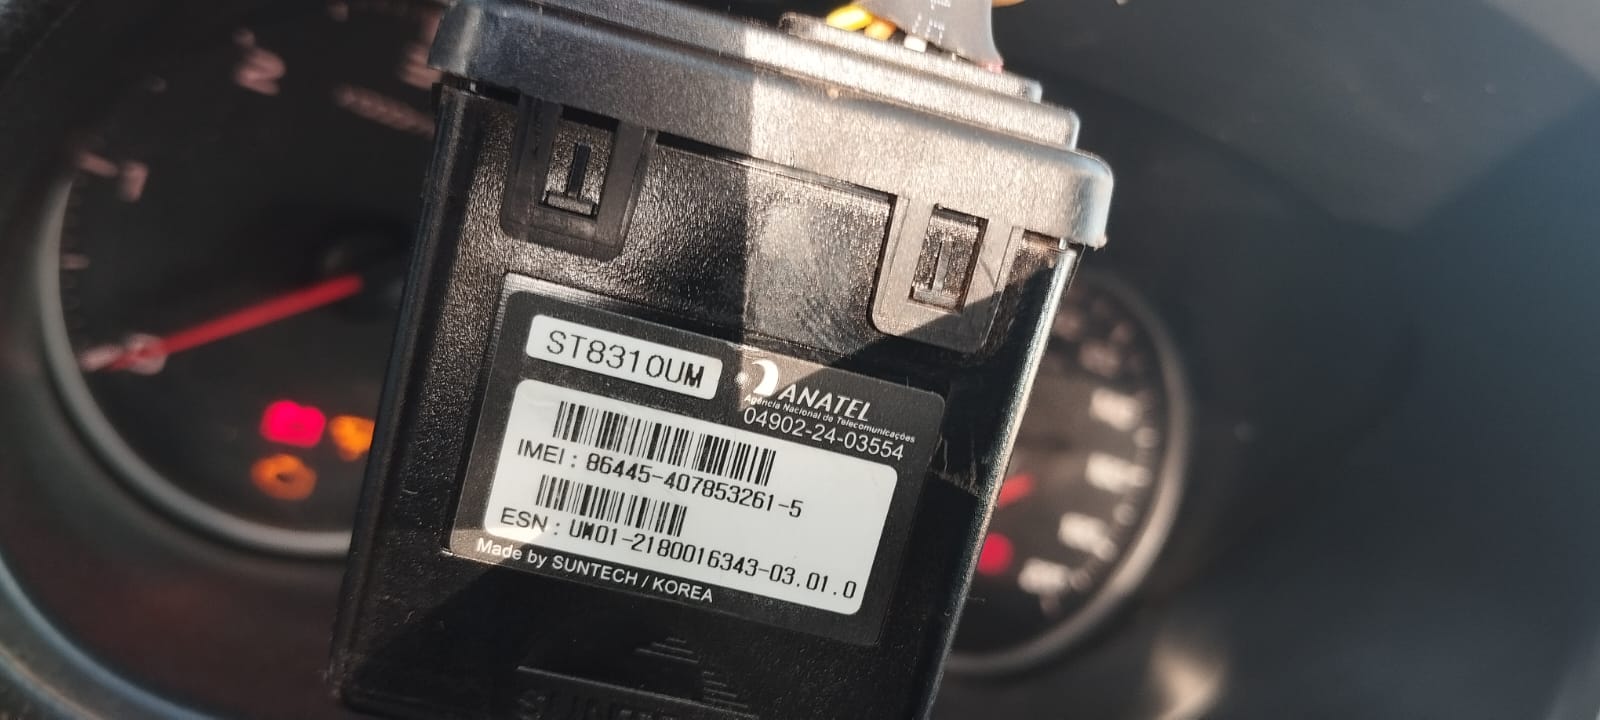 ST8310UM
ANATEL
Agência Nacional de Telecomunicações
04902-24-03554
IMEI : 86445-407853261-5
ESN : UM01-2180016343-03.01.0
Made by SUNTECH / KOREA